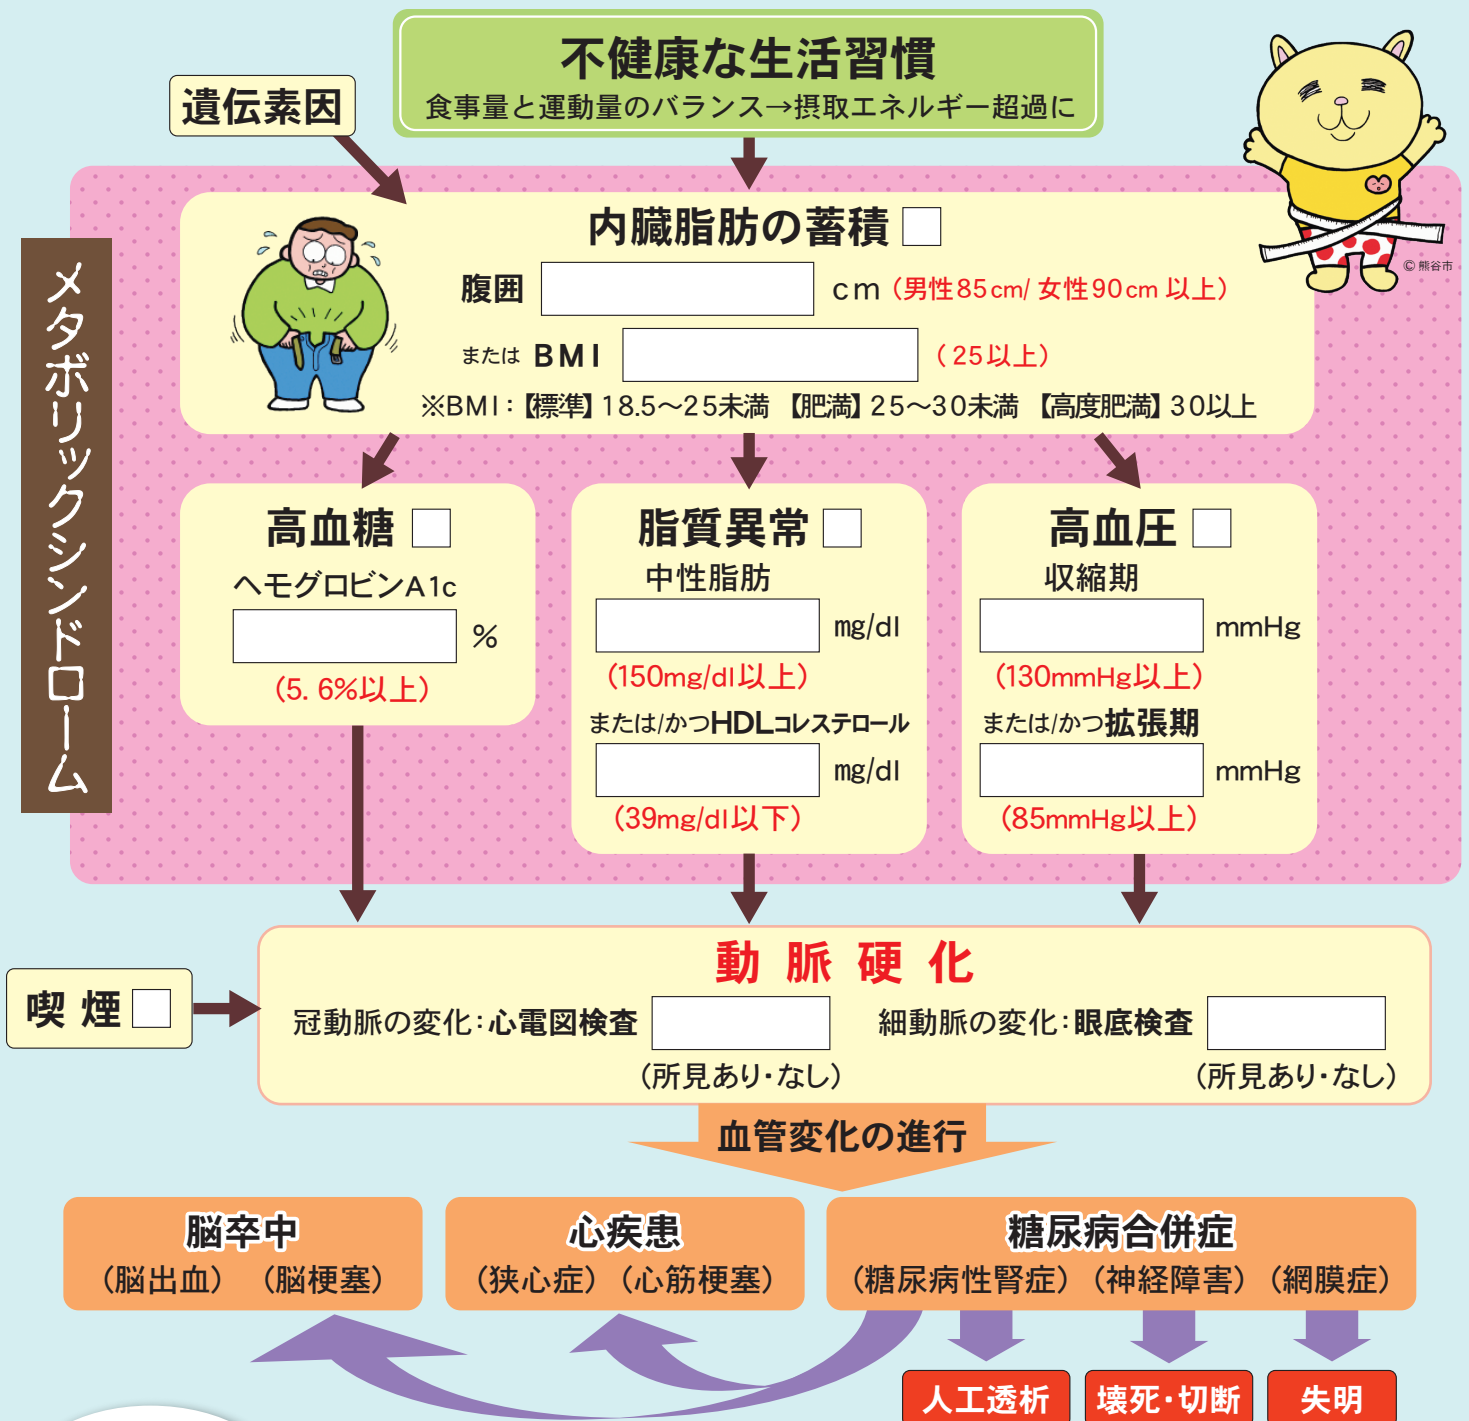 不健康な生活習慣
食事量と運動量のバランス→摂取エネルギー超過に
遺伝素因
© 熊谷市
メタボリックシンドローム
内臓脂肪の蓄積
腹囲 cm (男性85cm/ 女性90cm 以上)
または BMI (25以上)
※BMI：【標準】18.5～25未満 【肥満】25～30未満 【高度肥満】30以上
高血糖
ヘモグロビンA1c
%
(5. 6%以上)
脂質異常
中性脂肪
mg/dl
(150mg/dl以上)
または/かつHDLコレステロール
mg/dl
(39mg/dl以下)
高血圧
収縮期
mmHg
(130mmHg以上)
または/かつ拡張期
mmHg
(85mmHg以上)
動脈硬化
喫煙
冠動脈の変化：心電図検査
(所見あり・なし)
細動脈の変化：眼底検査
(所見あり・なし)
血管変化の進行
脳卒中
(脳出血) (脳梗塞)
心疾患
(狭心症) (心筋梗塞)
糖尿病合併症
(糖尿病性腎症) (神経障害) (網膜症)
人工透析
壊死・切断
失明